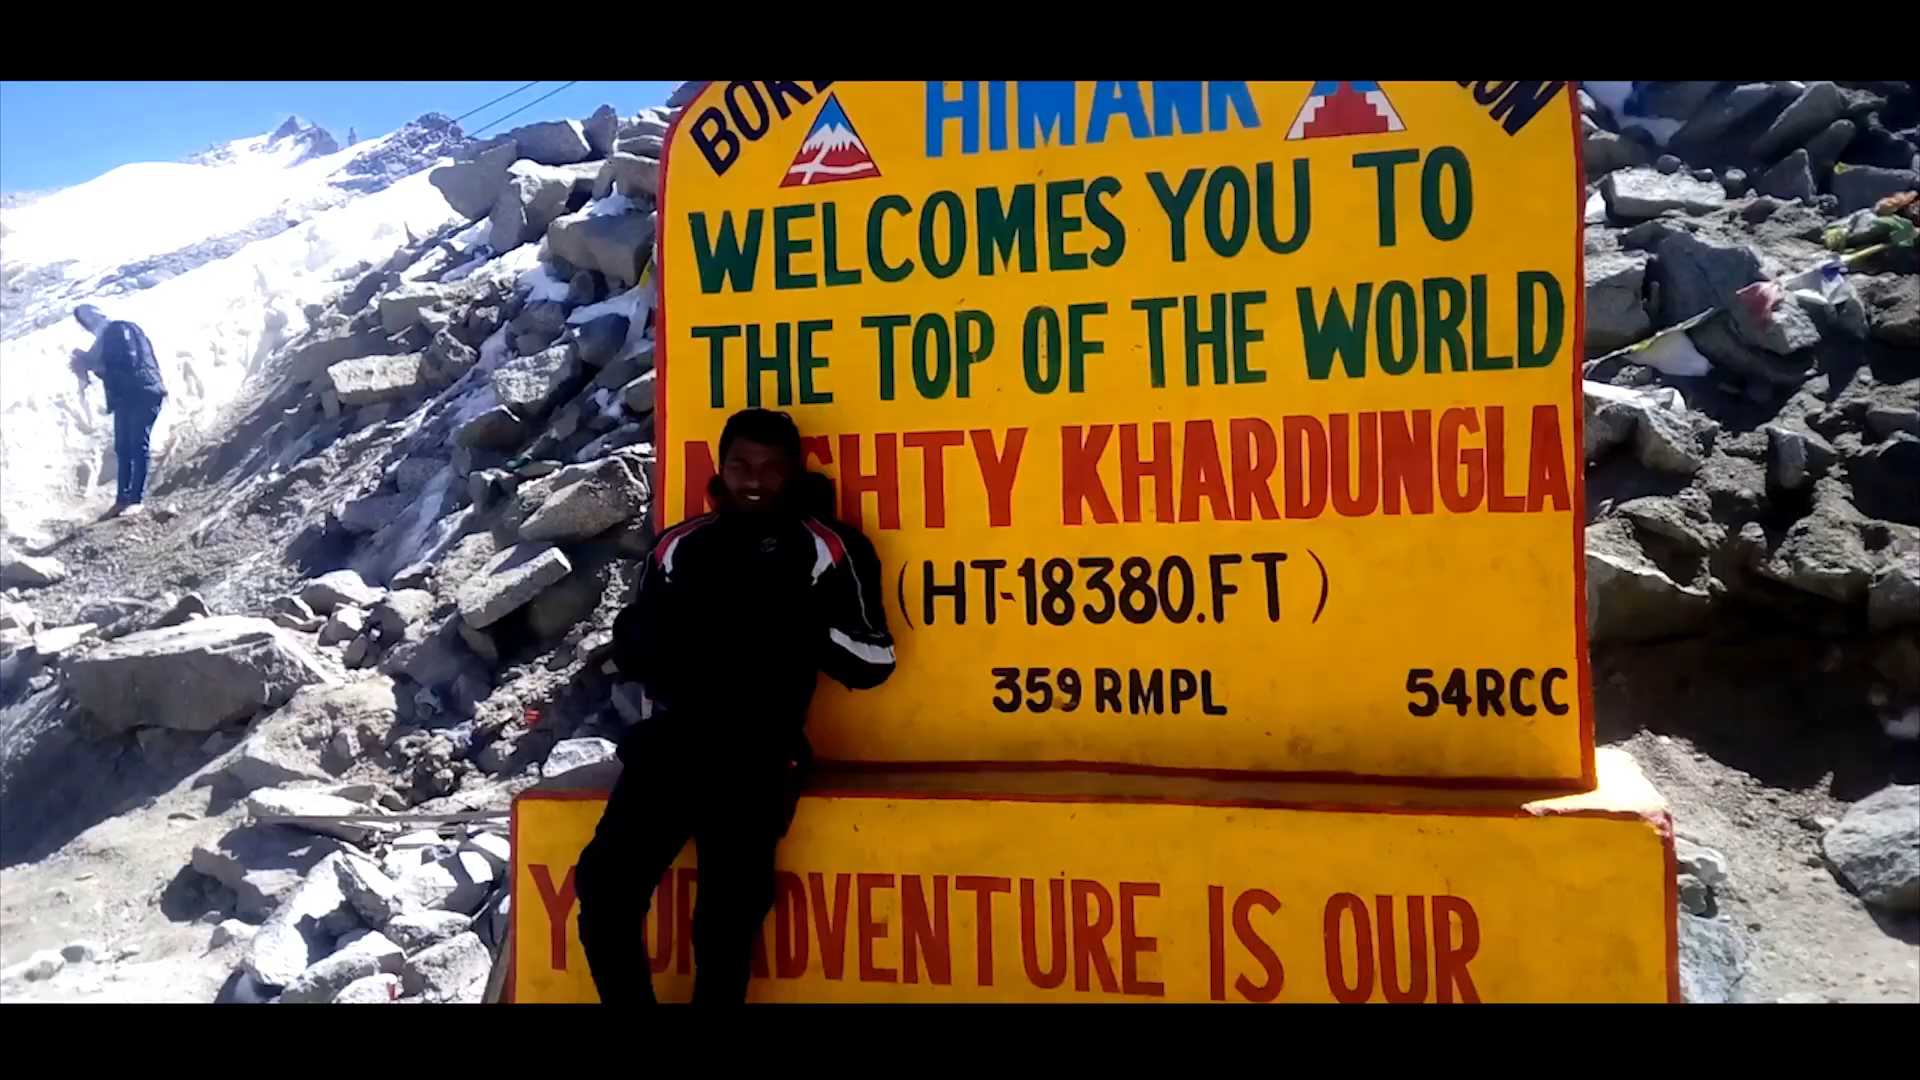 HIMANK
WELCOMES YOU TO
THE TOP OF THE WORLD
KHARDUNGLA
(HT-18380.FT)
359 RMPL 54RCC
ADVENTURE IS OUR